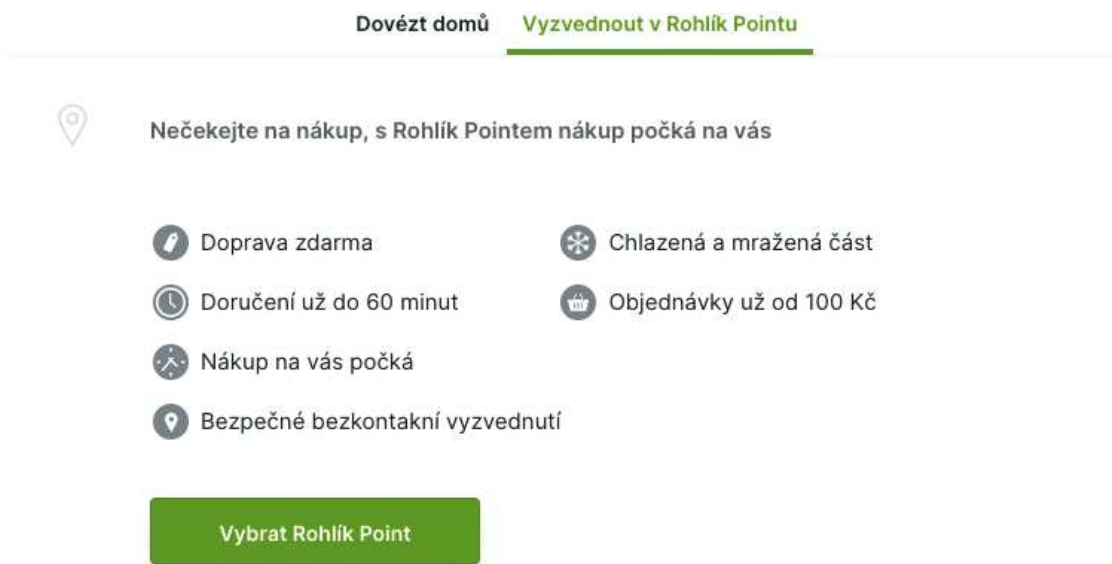 Dovézt domů Vyzvednout v Rohlík Pointu
Nečekejte na nákup, s Rohlík Pointem nákup počká na vás
Doprava zdarma
Chlazená a mražená část
Doručení už do 60 minut
Objednávky už od 100 Kč
Nákup na vás počká
Bezpečné bezkontakní vyzvednutí
Vybrat Rohlík Point